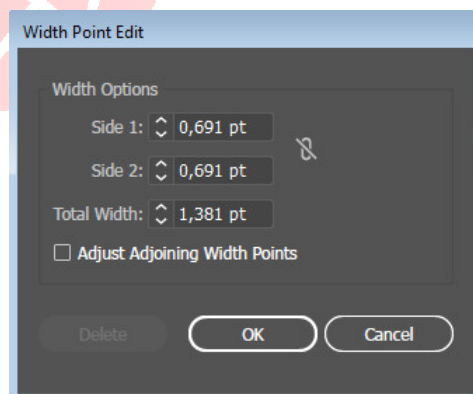 Width Point Edit
Width Options
Side 1: 0,691 pt
Side 2: 0,691 pt
Total Width: 1,381 pt
Adjust Adjoining Width Points
Delete OK Cancel